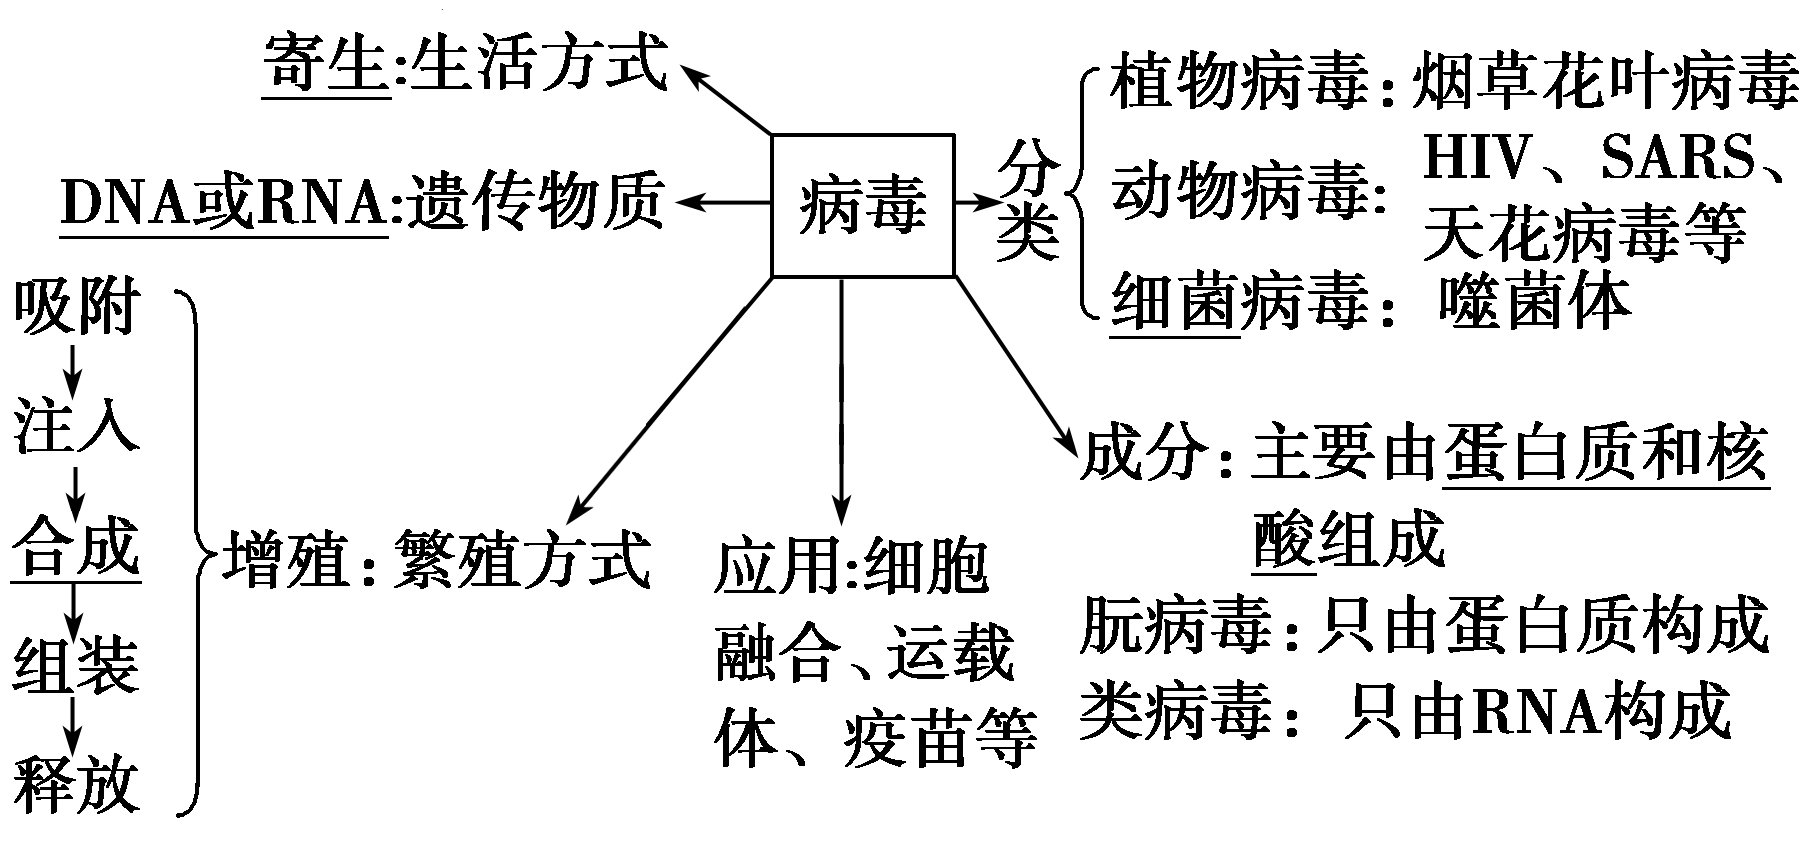 寄生:生活方式
DNA或RNA:遗传物质
病毒
分类
植物病毒:烟草花叶病毒
动物病毒:HIV、SARS、
天花病毒等
细菌病毒:噬菌体
吸附
注入
合成
组装
释放
增殖:繁殖方式
应用:细胞
融合、运载
体、疫苗等
成分:主要由蛋白质和核
酸组成
朊病毒:只由蛋白质构成
类病毒:只由RNA构成